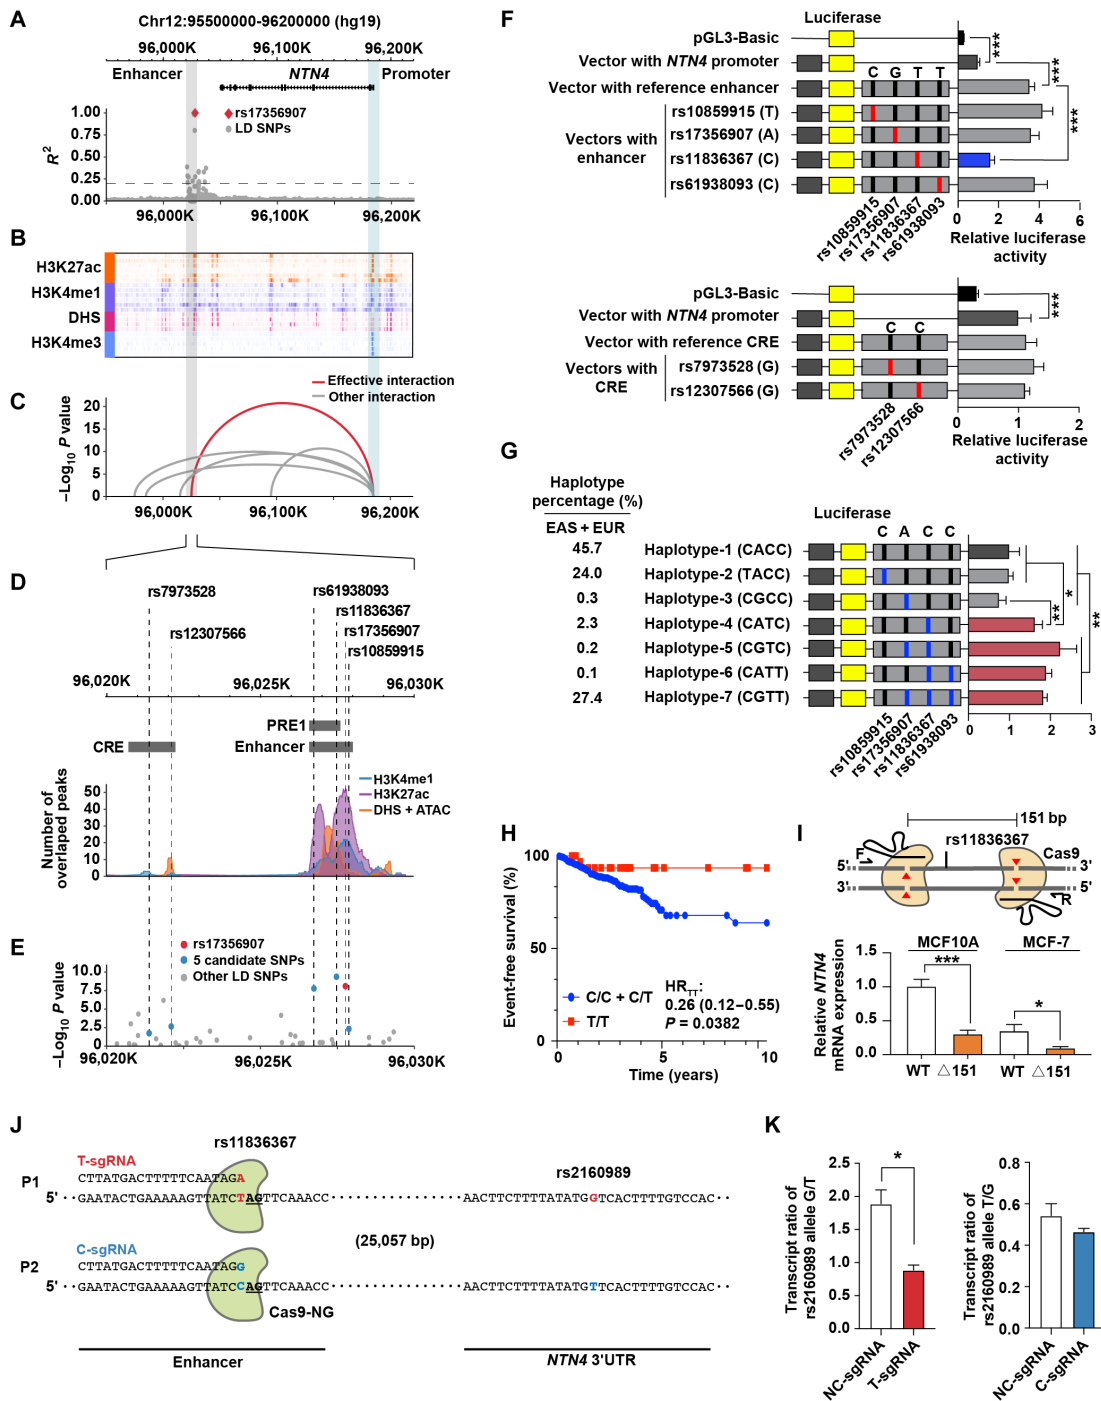 A
Chr12:95500000-96200000 (hg19)
96,000K 96,100K 96,200K
Enhancer NTN4 Promoter
rs17356907
LD SNPs
R2
1.00
0.75
0.50
0.25
0.00
96,000K 96,100K 96,200K
B
H3K27ac
H3K4me1
DHS
H3K4me3
C
Effective interaction
Other interaction
−Log10 P value
20
15
10
5
0
96,000K 96,100K 96,200K
D
rs7973528
rs12307566
rs61938093
rs11836367
rs17356907
rs10859915
96,020K 96,025K 96,030K
PRE1
CRE Enhancer
Number of
overlapped peaks
50
40
30
20
10
0
H3K4me1
H3K27ac
DHS + ATAC
E
rs17356907
5 candidate SNPs
Other LD SNPs
−Log10 P value
10.0
7.5
5.0
2.5
0
96,020K 96,025K 96,030K
F
Luciferase
pGL3-Basic
Vector with NTN4 promoter
Vector with reference enhancer
C G T T
Vectors with
enhancer
rs10859915 (T)
rs17356907 (A)
rs11836367 (C)
rs61938093 (C)
*** *** ***
rs10859915
rs17356907
rs11836367
rs61938093
0 2 4 6
Relative luciferase
activity
pGL3-Basic
Vector with NTN4 promoter
Vector with reference CRE
C C
Vectors with
CRE
rs7973528 (G)
rs12307566 (G)
***
rs7973528
rs12307566
0 1 2
Relative luciferase
activity
G
Haplotype
percentage (%)
EAS + EUR
Luciferase
C A C C
45.7 Haplotype-1 (CACC)
24.0 Haplotype-2 (TACC)
0.3 Haplotype-3 (CGCC)
2.3 Haplotype-4 (CATC)
0.2 Haplotype-5 (CGTC)
0.1 Haplotype-6 (CATT)
27.4 Haplotype-7 (CGTT)
** * **
rs10859915
rs17356907
rs11836367
rs61938093
0 1 2 3
H
Event-free survival (%)
100
50
0
C/C + C/T
T/T
HRTT:
0.26 (0.12−0.55)
P = 0.0382
0 5 10
Time (years)
I
151 bp
rs11836367
Cas9
F
5' 3'
3' 5'
R
MCF10A MCF-7
*** *
Relative NTN4
mRNA expression
1.5
1.0
0.5
0.0
WT △151 WT △151
J
rs11836367
T-sgRNA
rs2160989
P1
CTTATGACTTTTTCAATAGA
5' GAATACTGAAAAAGTTATCTAGTTCAAACC AACTTCTTTTATATGGTCACTTTTGTCCAC
C-sgRNA
(25,057 bp)
P2
CTTATGACTTTTTCAATAGG
5' GAATACTGAAAAAGTTATCCAGTTCAAACC AACTTCTTTTATATGTTCACTTTTGTCCAC
Cas9-NG
Enhancer NTN4 3'UTR
K
Transcript ratio of
rs2160989 allele G/T
2.5
2.0
1.5
1.0
0.5
0.0
*
NC-sgRNA T-sgRNA
Transcript ratio of
rs2160989 allele T/G
0.8
0.6
0.4
0.2
0.0
NC-sgRNA C-sgRNA